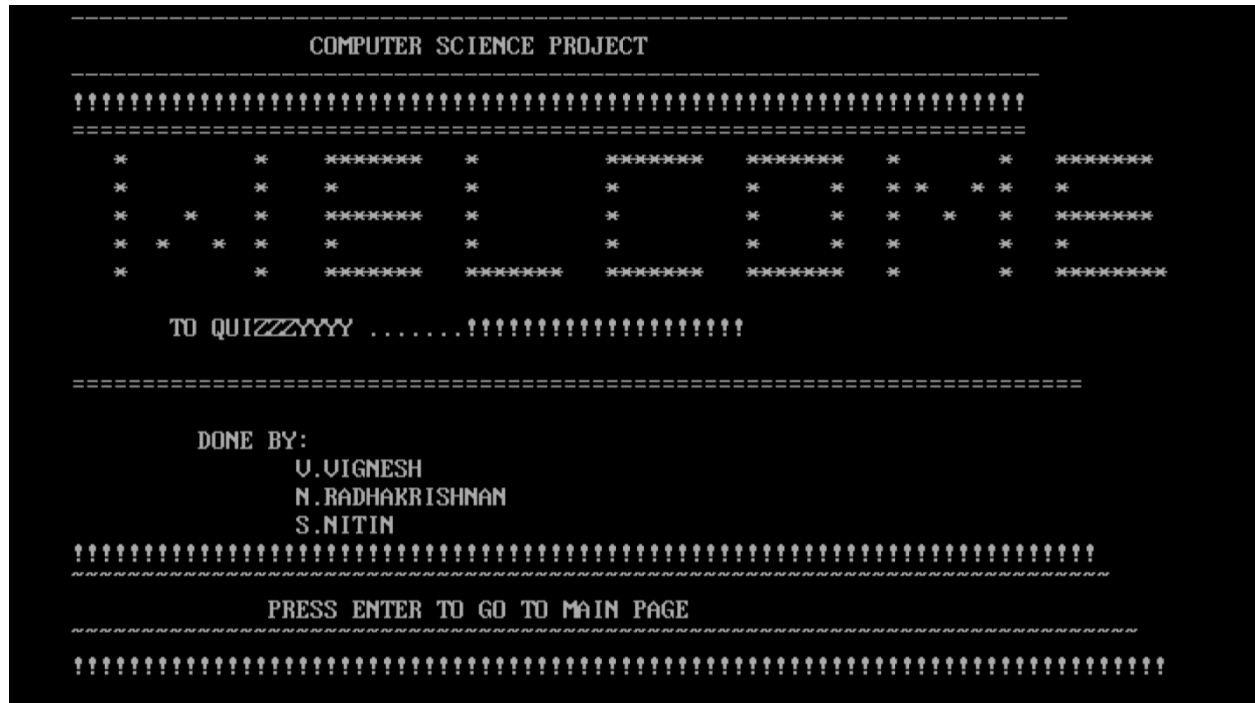 -----------------------------------------------------------------------
COMPUTER SCIENCE PROJECT
---------------------------------------------------------------------
!!!!!!!!!!!!!!!!!!!!!!!!!!!!!!!!!!!!!!!!!!!!!!!!!!!!!!!!!!!!!!!!!!!!
====================================================================
   *         *    *******   *         *******   *******   *       *   *******
   *         *    *         *         *         *     *   * *   * *   *
   *    *    *    *******   *         *         *     *   *   *   *   *******
   *  *   *  *    *         *         *         *     *   *       *   *
   *         *    *******   *******   *******   *******   *       *   ********
TO QUIZZZYYYY .......!!!!!!!!!!!!!!!!!!!!
========================================================================
DONE BY:
V.VIGNESH
N.RADHAKRISHNAN
S.NITIN
!!!!!!!!!!!!!!!!!!!!!!!!!!!!!!!!!!!!!!!!!!!!!!!!!!!!!!!!!!!!!!!!!!!!!!!!!
~~~~~~~~~~~~~~~~~~~~~~~~~~~~~~~~~~~~~~~~~~~~~~~~~~~~~~~~~~~~~~~~~~~~~~~~~~
PRESS ENTER TO GO TO MAIN PAGE
~~~~~~~~~~~~~~~~~~~~~~~~~~~~~~~~~~~~~~~~~~~~~~~~~~~~~~~~~~~~~~~~~~~~~~~~~~~~
!!!!!!!!!!!!!!!!!!!!!!!!!!!!!!!!!!!!!!!!!!!!!!!!!!!!!!!!!!!!!!!!!!!!!!!!!!!!!!